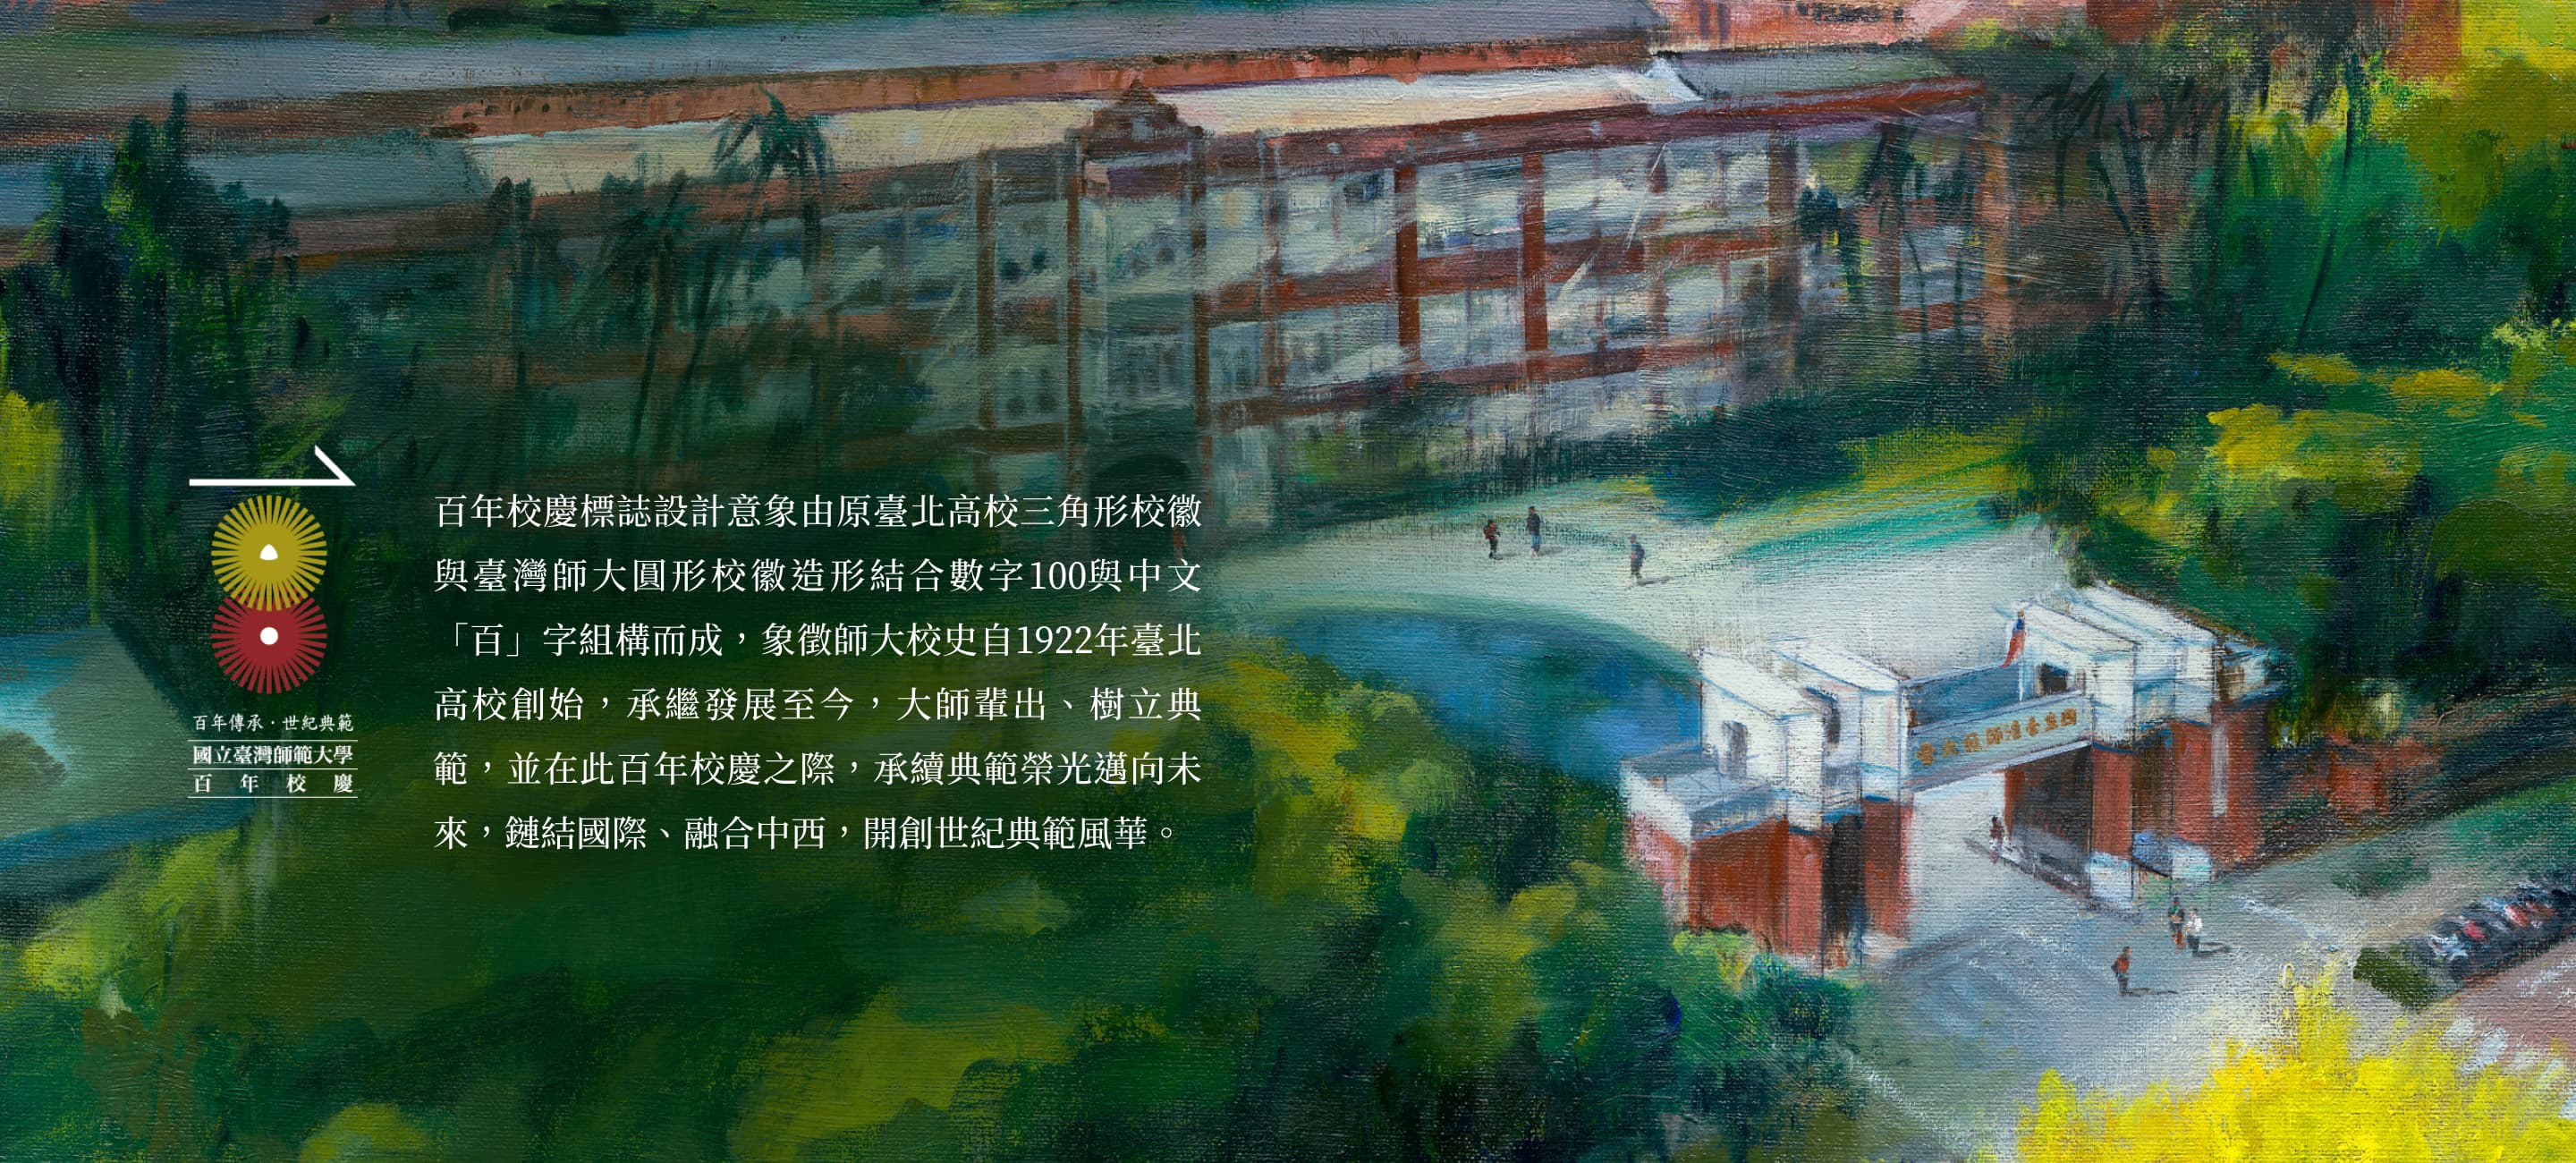 百年傳承・世紀典範
國立臺灣師範大學
百年校慶
百年校慶標誌設計意象由原臺北高校三角形校徽
與臺灣師大圓形校徽造形結合數字100與中文
「百」字組構而成，象徵師大校史自1922年臺北
高校創始，承繼發展至今，大師輩出、樹立典
範，並在此百年校慶之際，承續典範榮光邁向未
來，鏈結國際、融合中西，開創世紀典範風華。